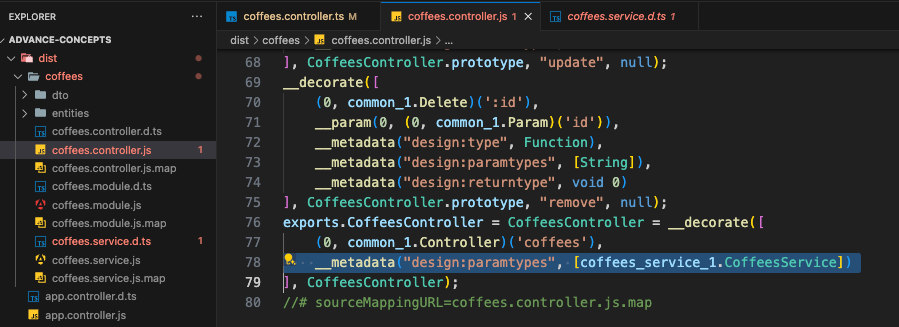 EXPLORER
...
coffees.controller.ts M
coffees.controller.js 1
coffees.service.d.ts 1
ADVANCE-CONCEPTS
dist
coffees
dto
entities
coffees.controller.d.ts
coffees.controller.js 1
coffees.controller.js.map
coffees.module.d.ts
coffees.module.js
coffees.module.js.map
coffees.service.d.ts 1
coffees.service.js
coffees.service.js.map
app.controller.d.ts
app.controller.js
dist > coffees > coffees.controller.js > ...
68 ], CoffeesController.prototype, "update", null);
69 __decorate([
70 (0, common_1.Delete)(':id'),
71 __param(0, (0, common_1.Param)('id')),
72 __metadata("design:type", Function),
73 __metadata("design:paramtypes", [String]),
74 __metadata("design:returntype", void 0)
75 ], CoffeesController.prototype, "remove", null);
76 exports.CoffeesController = CoffeesController = __decorate([
77 (0, common_1.Controller)('coffees'),
78 __metadata("design:paramtypes", [coffees_service_1.CoffeesService])
79 ], CoffeesController);
80 //# sourceMappingURL=coffees.controller.js.map